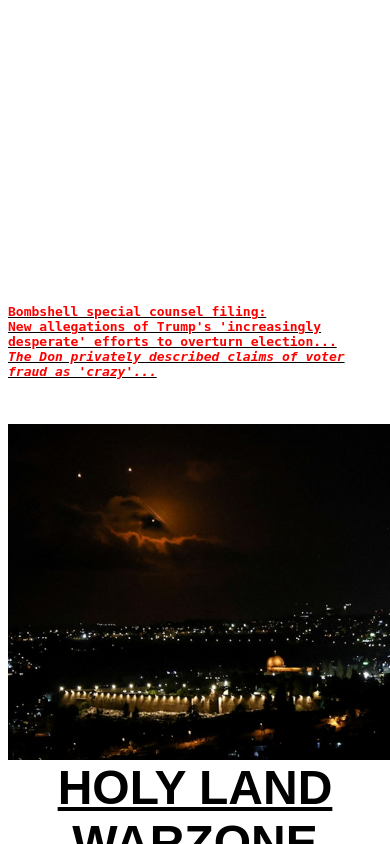 Bombshell special counsel filing:
New allegations of Trump's 'increasingly
desperate' efforts to overturn election...
The Don privately described claims of voter
fraud as 'crazy'...
HOLY LAND
WARZONE